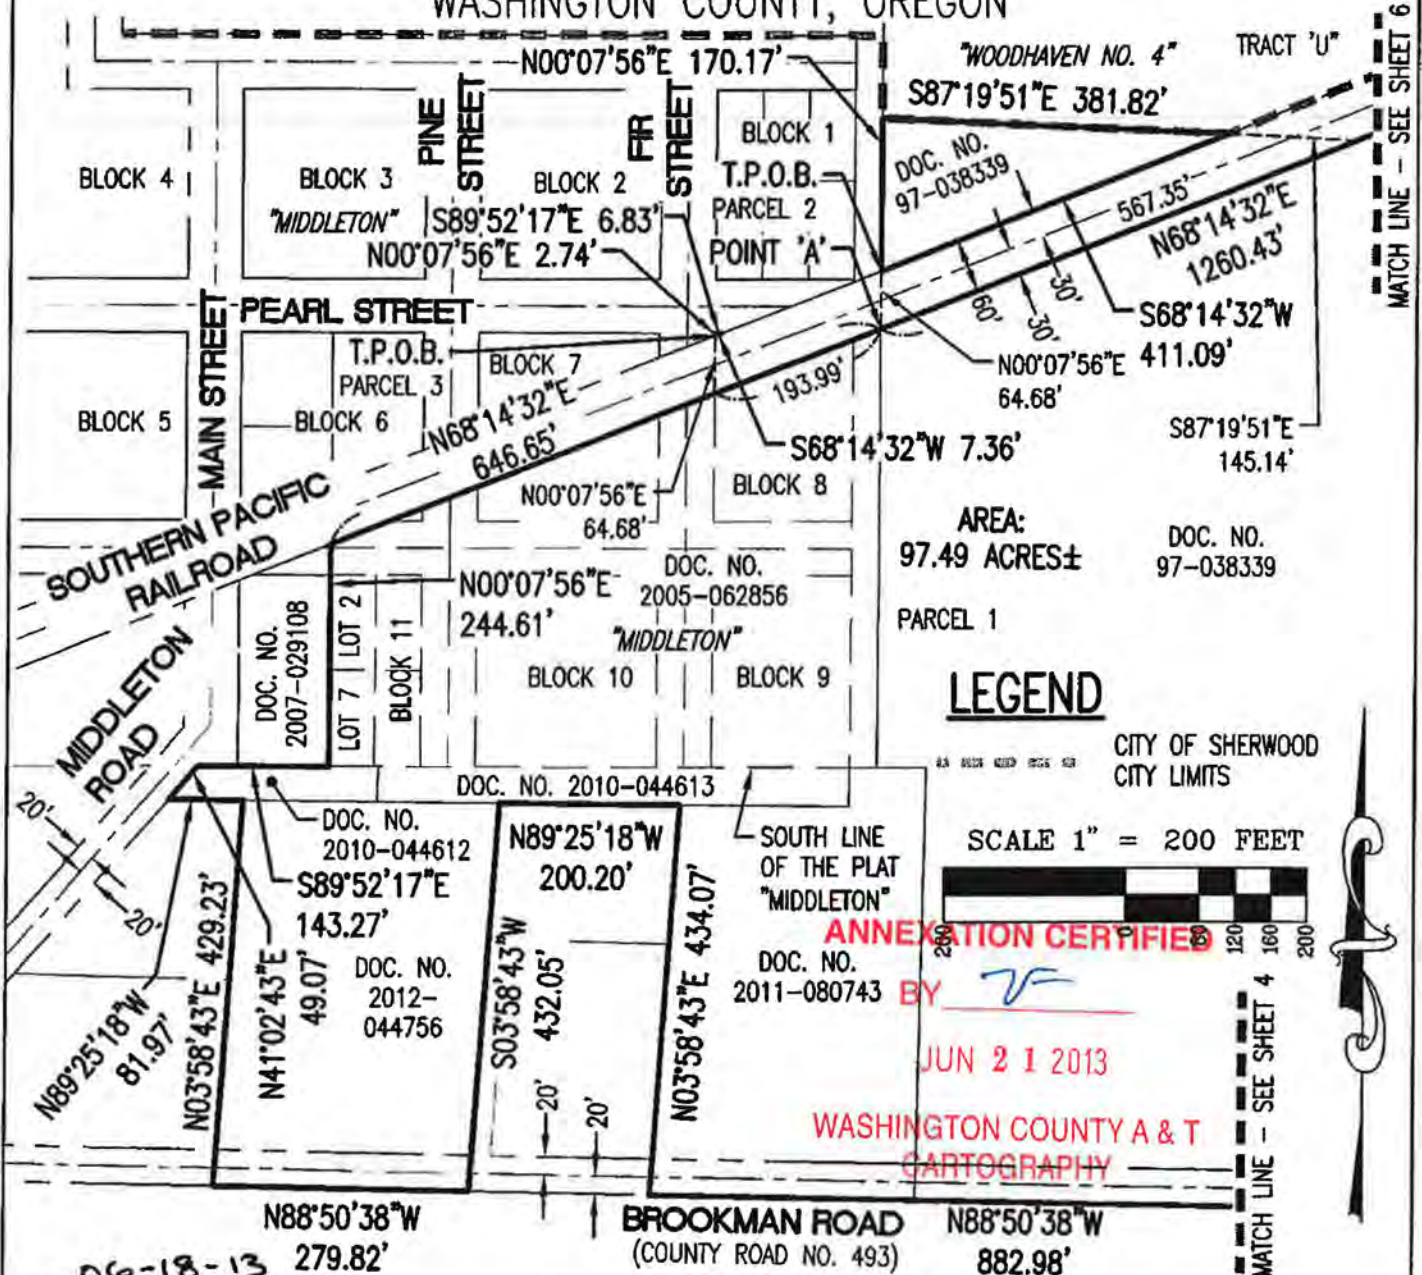 WASHINGTON COUNTY, OREGON
N00°07'56"E 170.17'
"WOODHAVEN NO. 4"
TRACT 'U'
S87°19'51"E 381.82'
MATCH LINE - SEE SHEET 6
PINE STREET
FIR STREET
BLOCK 1
DOC. NO.
97-038339
BLOCK 4
BLOCK 3
BLOCK 2
T.P.O.B.
PARCEL 2
"MIDDLETON"
S89°52'17"E 6.83'
N00°07'56"E 2.74'
POINT 'A'
567.35'
N68°14'32"E
1260.43'
60'
30'
30'
S68°14'32"W
411.09'
MAIN STREET
PEARL STREET
T.P.O.B.
PARCEL 3
BLOCK 7
N00°07'56"E
64.68'
193.99'
BLOCK 5
BLOCK 6
N68°14'32"E
646.65'
S68°14'32"W 7.36'
S87°19'51"E
145.14'
N00°07'56"E
64.68'
BLOCK 8
SOUTHERN PACIFIC
RAILROAD
AREA:
97.49 ACRES±
DOC. NO.
97-038339
DOC. NO.
2005-062856
N00°07'56"E
244.61'
"MIDDLETON"
PARCEL 1
DOC. NO.
2007-029108
LOT 7
LOT 2
BLOCK 11
BLOCK 10
BLOCK 9
MIDDLETON
ROAD
LEGEND
CITY OF SHERWOOD
CITY LIMITS
DOC. NO. 2010-044613
20'
20'
DOC. NO.
2010-044612
N89°25'18"W
200.20'
SOUTH LINE
OF THE PLAT
"MIDDLETON"
SCALE 1" = 200 FEET
200
0
80
120
160
200
S89°52'17"E
143.27'
N41°02'43"E
49.07'
DOC. NO.
2012-
044756
N89°25'18"W
81.97'
N03°58'43"E 429.23'
S03°58'43"W
432.05'
N03°58'43"E 434.07'
DOC. NO.
2011-080743
ANNEXATION CERTIFIED
BY
JUN 21 2013
WASHINGTON COUNTY A & T
CARTOGRAPHY
20'
20'
MATCH LINE - SEE SHEET 4
N88°50'38"W
279.82'
BROOKMAN ROAD
(COUNTY ROAD NO. 493)
N88°50'38"W
882.98'
06-18-13